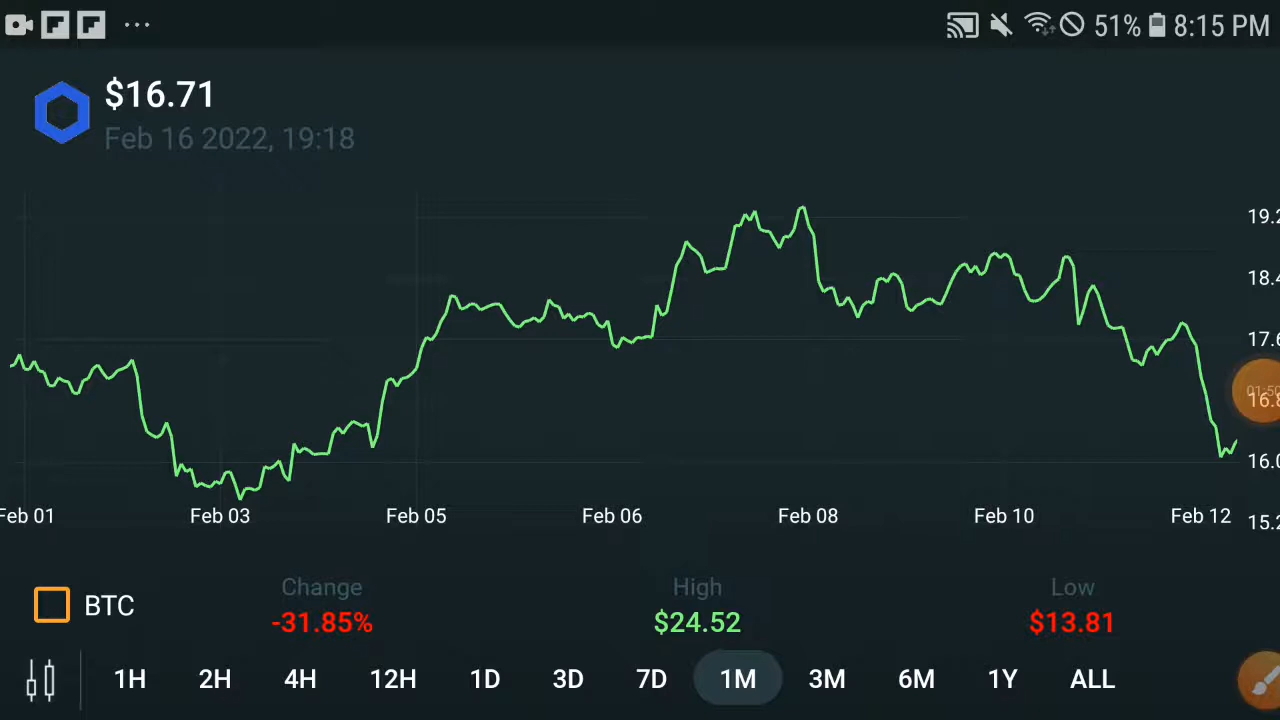 51% 8:15 PM
$16.71
Feb 16 2022, 19:18
19.2
18.4
17.6
01:50
16.8
16.0
15.2
Feb 01 Feb 03 Feb 05 Feb 06 Feb 08 Feb 10 Feb 12
Change High Low
BTC -31.85% $24.52 $13.81
1H 2H 4H 12H 1D 3D 7D 1M 3M 6M 1Y ALL